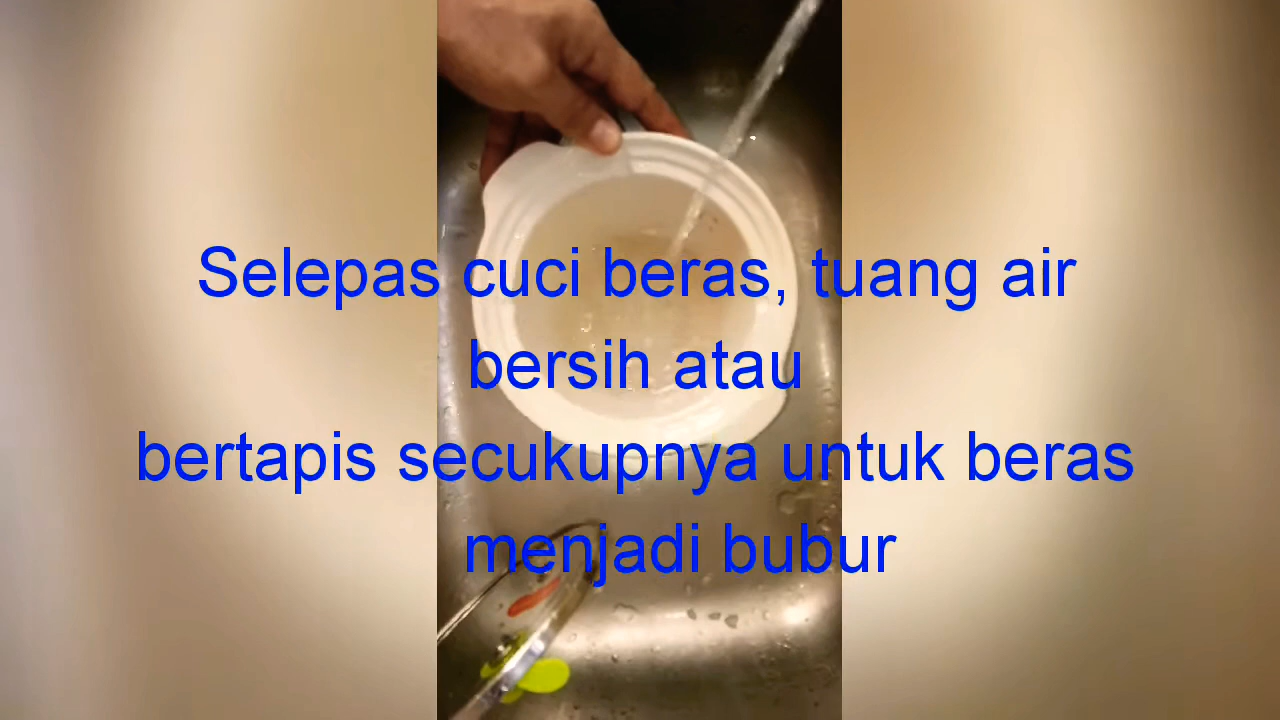 Selepas cuci beras, tuang air
bersih atau
bertapis secukupnya untuk beras
menjadi bubur